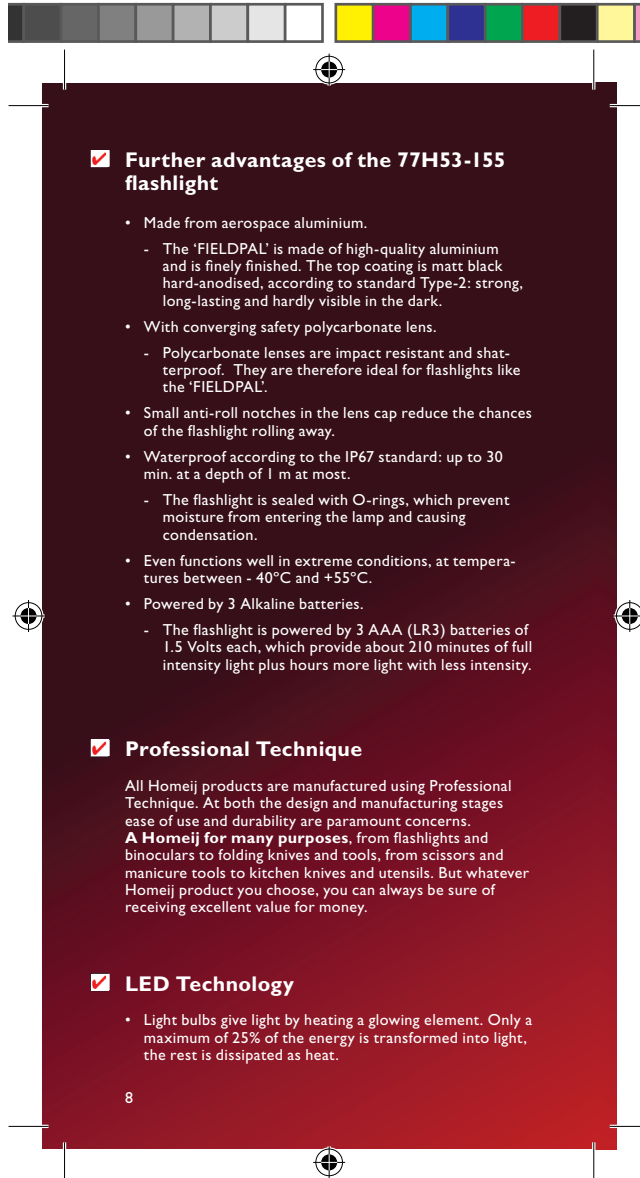 Further advantages of the 77H53-155
flashlight
• Made from aerospace aluminium.
- The ‘FIELDPAL’ is made of high-quality aluminium
and is finely finished. The top coating is matt black
hard-anodised, according to standard Type-2: strong,
long-lasting and hardly visible in the dark.
• With converging safety polycarbonate lens.
- Polycarbonate lenses are impact resistant and shat-
terproof. They are therefore ideal for flashlights like
the ‘FIELDPAL’.
• Small anti-roll notches in the lens cap reduce the chances
of the flashlight rolling away.
• Waterproof according to the IP67 standard: up to 30
min. at a depth of 1 m at most.
- The flashlight is sealed with O-rings, which prevent
moisture from entering the lamp and causing
condensation.
• Even functions well in extreme conditions, at tempera-
tures between - 40ºC and +55ºC.
• Powered by 3 Alkaline batteries.
- The flashlight is powered by 3 AAA (LR3) batteries of
1.5 Volts each, which provide about 210 minutes of full
intensity light plus hours more light with less intensity.
Professional Technique
All Homeij products are manufactured using Professional
Technique. At both the design and manufacturing stages
ease of use and durability are paramount concerns.
A Homeij for many purposes, from flashlights and
binoculars to folding knives and tools, from scissors and
manicure tools to kitchen knives and utensils. But whatever
Homeij product you choose, you can always be sure of
receiving excellent value for money.
LED Technology
• Light bulbs give light by heating a glowing element. Only a
maximum of 25% of the energy is transformed into light,
the rest is dissipated as heat.
8